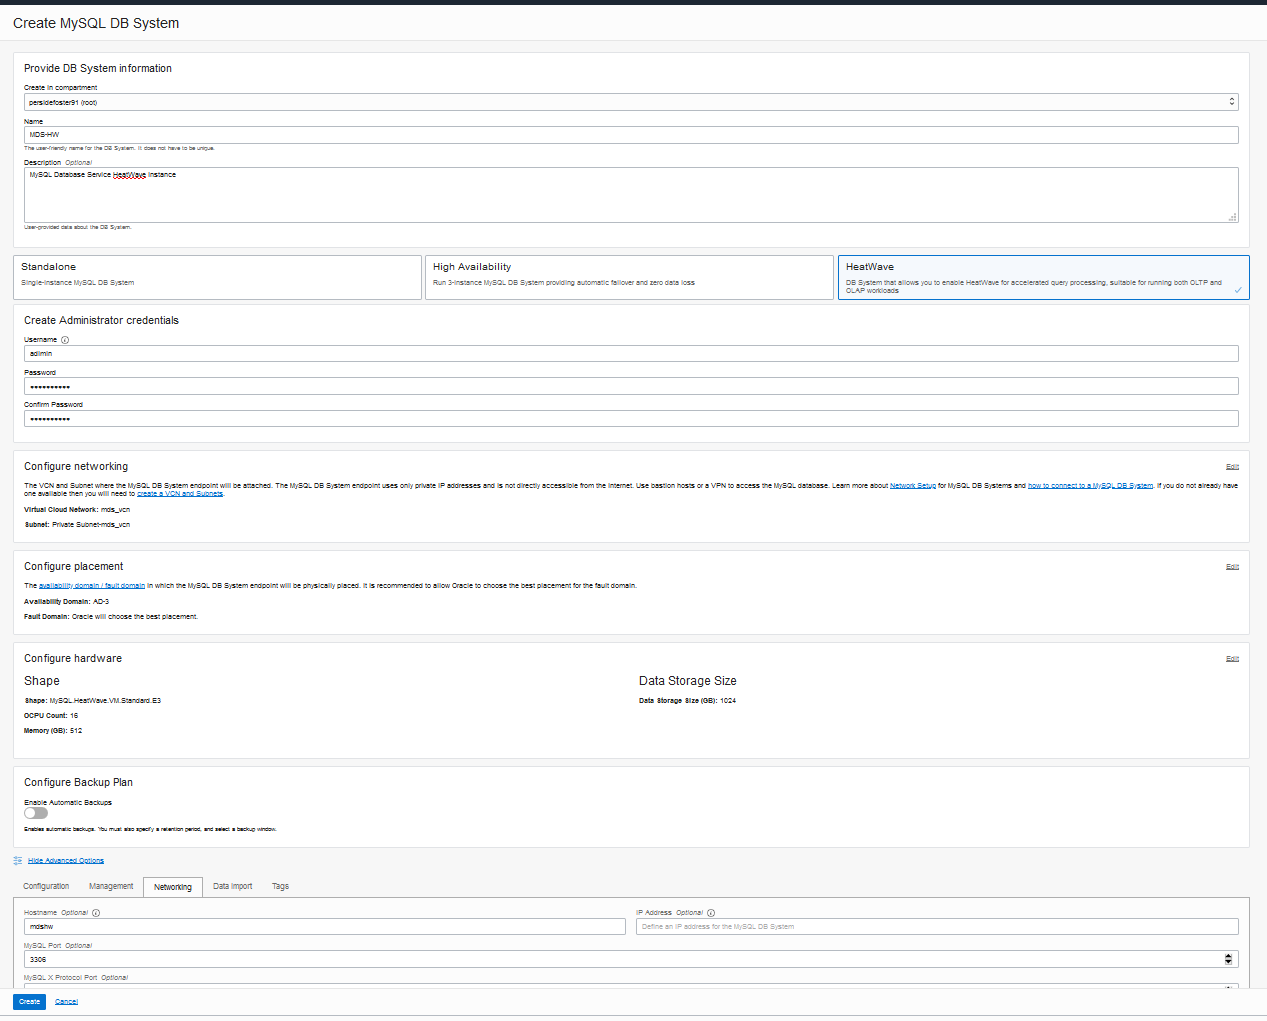 Create MySQL DB System
Provide DB System information
Create in compartment
persidefoster91 (root)
Name
MDS-HW
The user-friendly name for the DB System. It does not have to be unique.
Description Optional
MySQL Database Service HeatWave instance
User-provided data about the DB System.
Standalone
Single-instance MySQL DB System
High Availability
Run 3-instance MySQL DB System providing automatic failover and zero data loss
HeatWave
DB System that allows you to enable HeatWave for accelerated query processing, suitable for running both OLTP and
OLAP workloads
Create Administrator credentials
Username
admin
Password
••••••••••
Confirm Password
••••••••••
Configure networking
Edit
The VCN and Subnet where the MySQL DB System endpoint will be attached. The MySQL DB System endpoint uses only private IP addresses and is not directly accessible from the internet. Use bastion hosts or a VPN to access the MySQL database. Learn more about Network Setup for MySQL DB Systems and how to connect to a MySQL DB System. If you do not already have
one available then you will need to create a VCN and Subnets.
Virtual Cloud Network: mds_vcn
Subnet: Private Subnet-mds_vcn
Configure placement
Edit
The availability domain / fault domain in which the MySQL DB System endpoint will be physically placed. It is recommended to allow Oracle to choose the best placement for the fault domain.
Availability Domain: AD-3
Fault Domain: Oracle will choose the best placement.
Configure hardware
Edit
Shape
Shape: MySQL.HeatWave.VM.Standard.E3
OCPU Count: 16
Memory (GB): 512
Data Storage Size
Data Storage Size (GB): 1024
Configure Backup Plan
Enable Automatic Backups
Enables automatic backups. You must also specify a retention period, and select a backup window.
Hide Advanced Options
Configuration Management Networking Data Import Tags
Hostname Optional
mdshw
IP Address Optional
Define an IP address for the MySQL DB System
MySQL Port Optional
3306
MySQL X Protocol Port Optional
Create Cancel